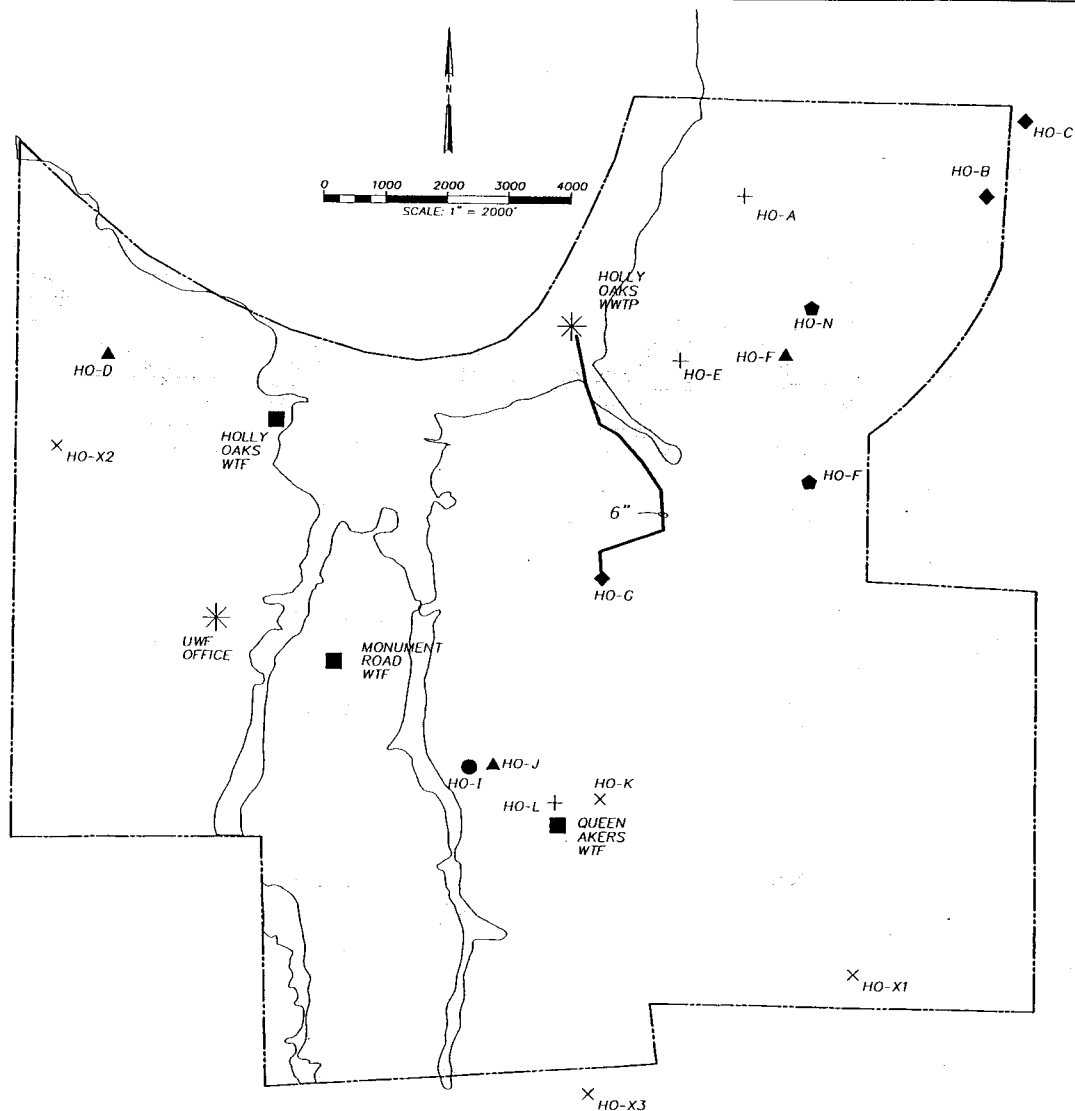 N
0 1000 2000 3000 4000
SCALE: 1" = 2000'
HO-C
HO-B
HO-A
HOLLY
OAKS
WWTP
HO-N
HO-D
HO-E
HO-F
HOLLY
OAKS
WTF
HO-X2
HO-F
6"
HO-G
UWF
OFFICE
MONUMENT
ROAD
WTF
HO-I
HO-J
HO-K
HO-L
QUEEN
AKERS
WTF
HO-X1
HO-X3